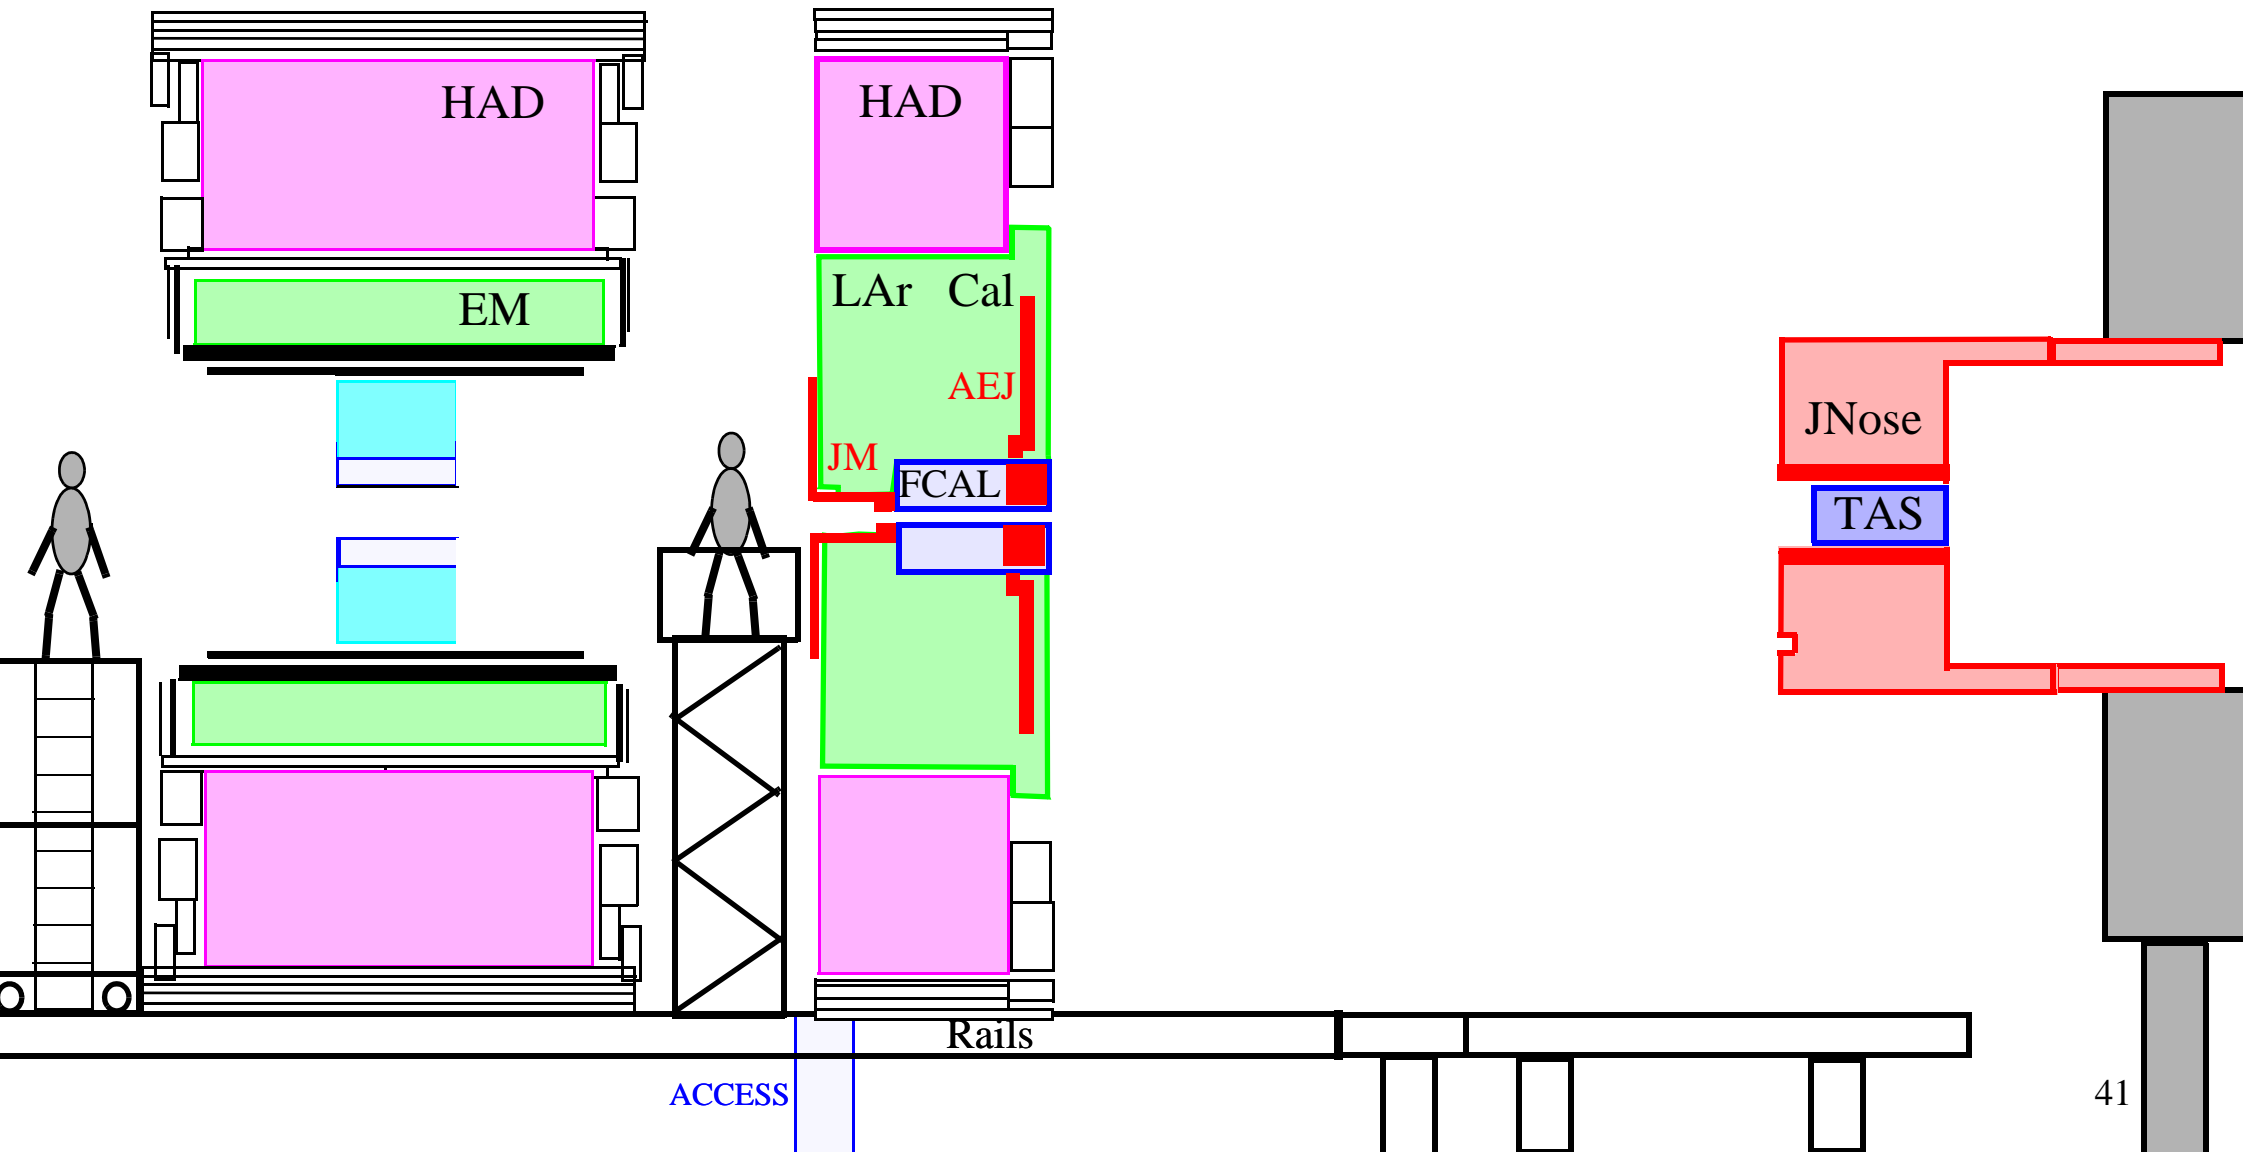 HAD
HAD
EM
LAr Cal
AEJ
JM
FCAL
JNose
TAS
Rails
ACCESS
41